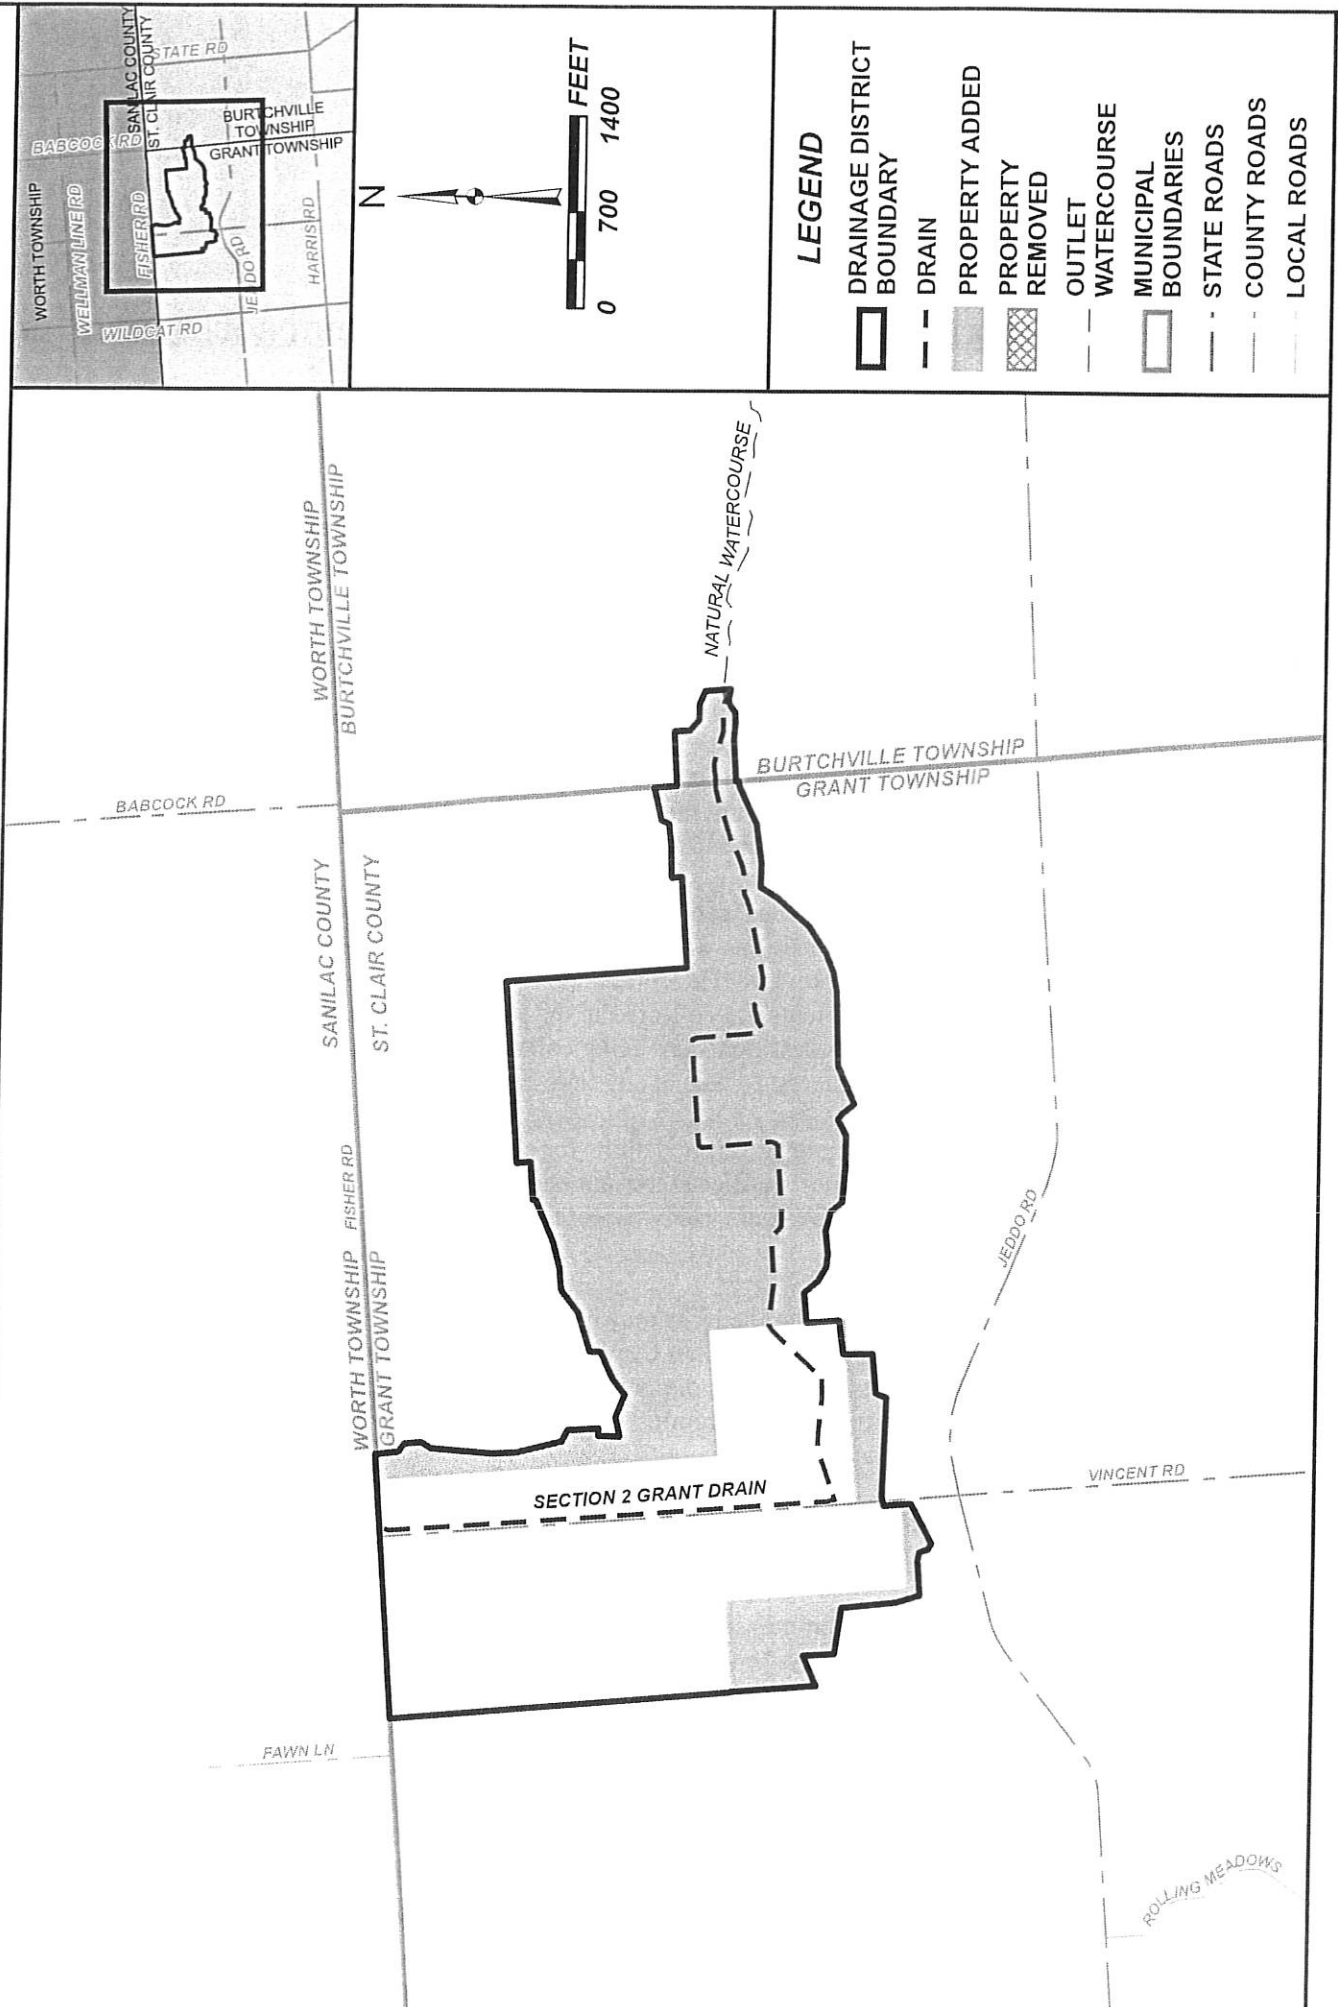 WORTH TOWNSHIP
WELLMAN LINE RD
BABCOCK RD
FISHER RD
WILDCAT RD
SANILAC COUNTY
ST. CLAIR COUNTY
STATE RD
BURTCHVILLE
TOWNSHIP
GRANT TOWNSHIP
JEDDO RD
HARRIS RD
N
FEET
0 700 1400
LEGEND
DRAINAGE DISTRICT
BOUNDARY
DRAIN
PROPERTY ADDED
PROPERTY
REMOVED
OUTLET
WATERCOURSE
MUNICIPAL
BOUNDARIES
STATE ROADS
COUNTY ROADS
LOCAL ROADS
WORTH TOWNSHIP
BURTCHVILLE TOWNSHIP
NATURAL WATERCOURSE
BABCOCK RD
BURTCHVILLE TOWNSHIP
GRANT TOWNSHIP
SANILAC COUNTY
ST. CLAIR COUNTY
FISHER RD
WORTH TOWNSHIP
GRANT TOWNSHIP
JEDDO RD
SECTION 2 GRANT DRAIN
VINCENT RD
FAWN LN
ROLLING MEADOWS